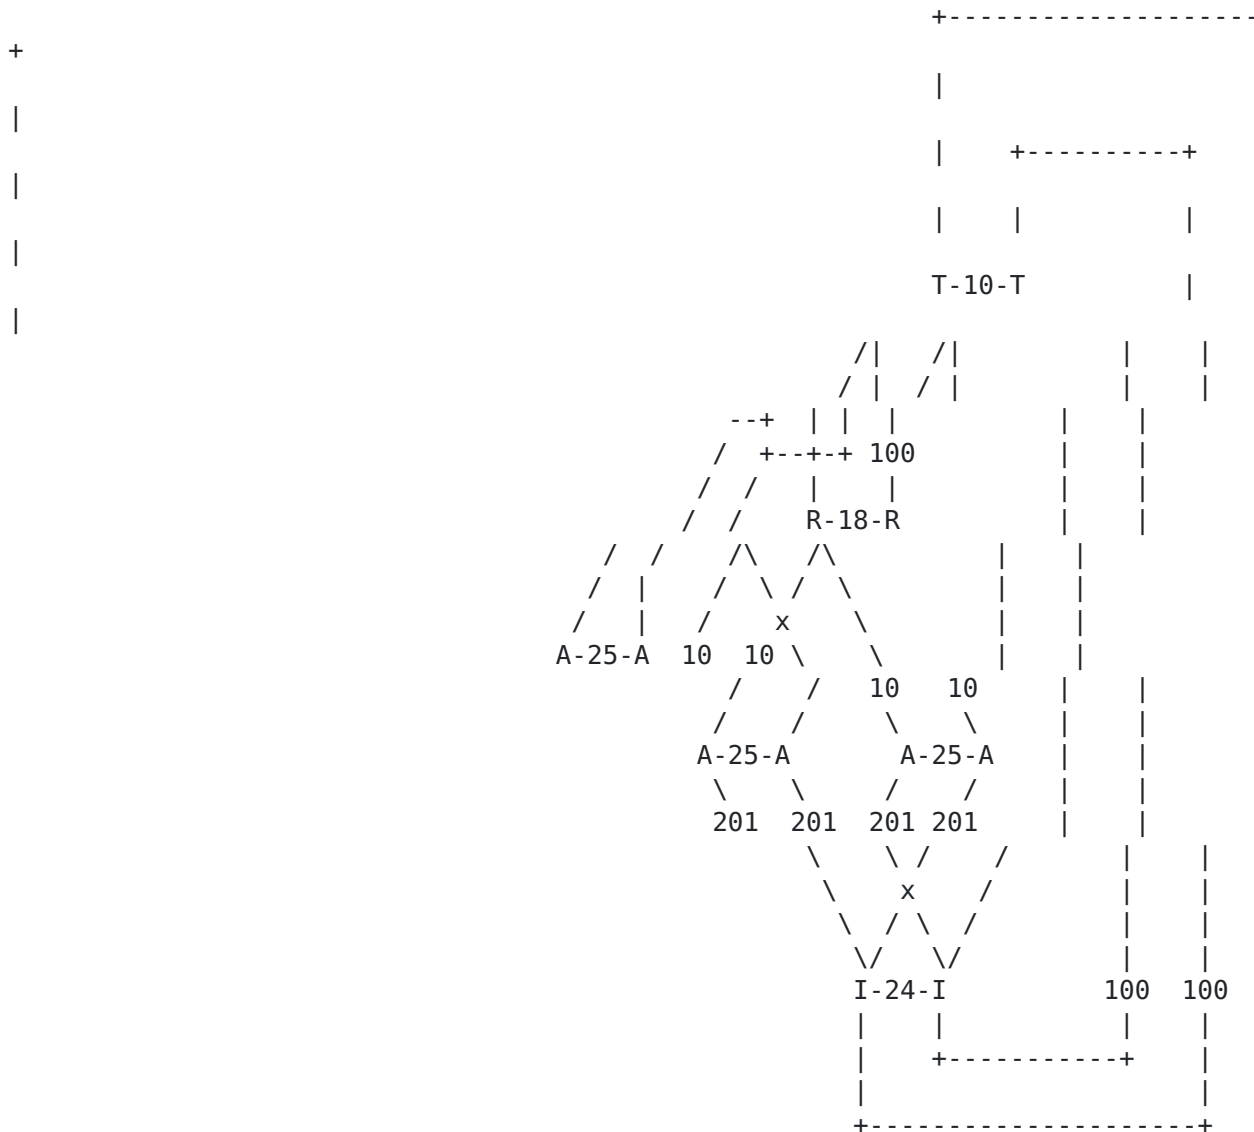 +--------------------
+
                                                            |
|
                                                            |    +----------+
|
                                                            |    |          |
|
                                                            T-10-T          |
|
                                                       /|   /|          |    |
                                                      / |  / |          |    |
                                               --+  | |  |          |    |
                                              /  +--+-+ 100         |    |
                                             /  /   |    |          |    |
                                            /  /    R-18-R          |    |
                                       /  /    /\   /\          |    |
                                      /  |    /  \ /  \         |    |
                                     /   |   /    x    \        |    |
                                    A-25-A  10  10 \    \       |    |
                                               /    /   10   10     |    |
                                              /    /     \    \     |    |
                                             A-25-A       A-25-A    |    |
                                              \    \     /    /     |    |
                                              201  201  201 201     |    |
                                                    \    \ /    /       |    |
                                                     \    x    /        |    |
                                                      \  / \  /         |    |
                                                       \/   \/          |    |
                                                       I-24-I          100  100
                                                       |    |           |    |
                                                       |    +-----------+    |
                                                       |                     |
                                                       +---------------------+